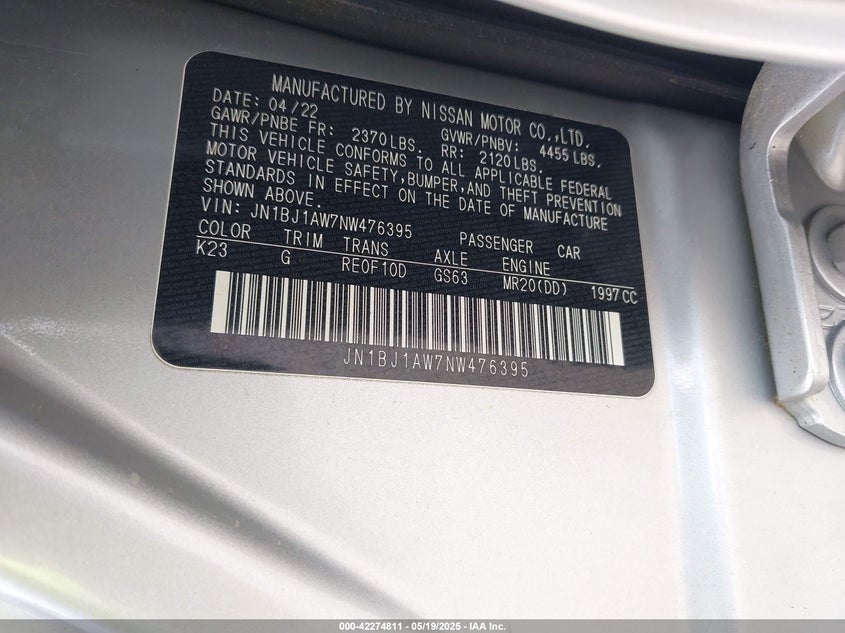 MANUFACTURED BY NISSAN MOTOR CO.,LTD.
DATE: 04/22
GAWR/PNBE FR: 2370LBS. GVWR/PNBV: 4455LBS.
RR: 2120LBS.
THIS VEHICLE CONFORMS TO ALL APPLICABLE FEDERAL
MOTOR VEHICLE SAFETY,BUMPER,AND THEFT PREVENTION
STANDARDS IN EFFECT ON THE DATE OF MANUFACTURE
SHOWN ABOVE.
VIN: JN1BJ1AW7NW476395 PASSENGER CAR
COLOR TRIM TRANS AXLE ENGINE
K23 G REOF10D GS63 MR20(DD) 1997CC
JN1BJ1AW7NW476395
000-42274811 - 05/19/2025 - IAA Inc.